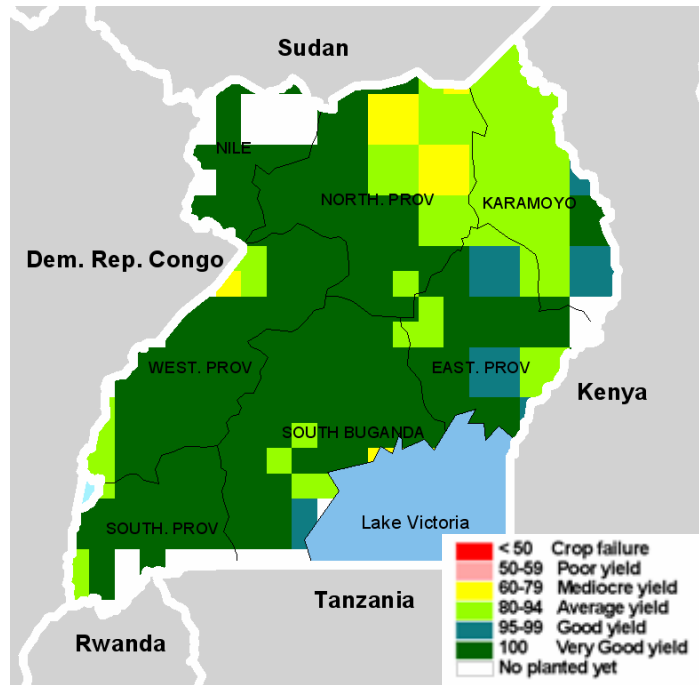 Sudan
NILE
NORTH. PROV
KARAMOYO
Dem. Rep. Congo
WEST. PROV
EAST. PROV
Kenya
SOUTH BUGANDA
SOUTH. PROV
Lake Victoria
Tanzania
Rwanda
< 50 Crop failure
50-59 Poor yield
60-79 Mediocre yield
80-94 Average yield
95-99 Good yield
100 Very Good yield
No planted yet